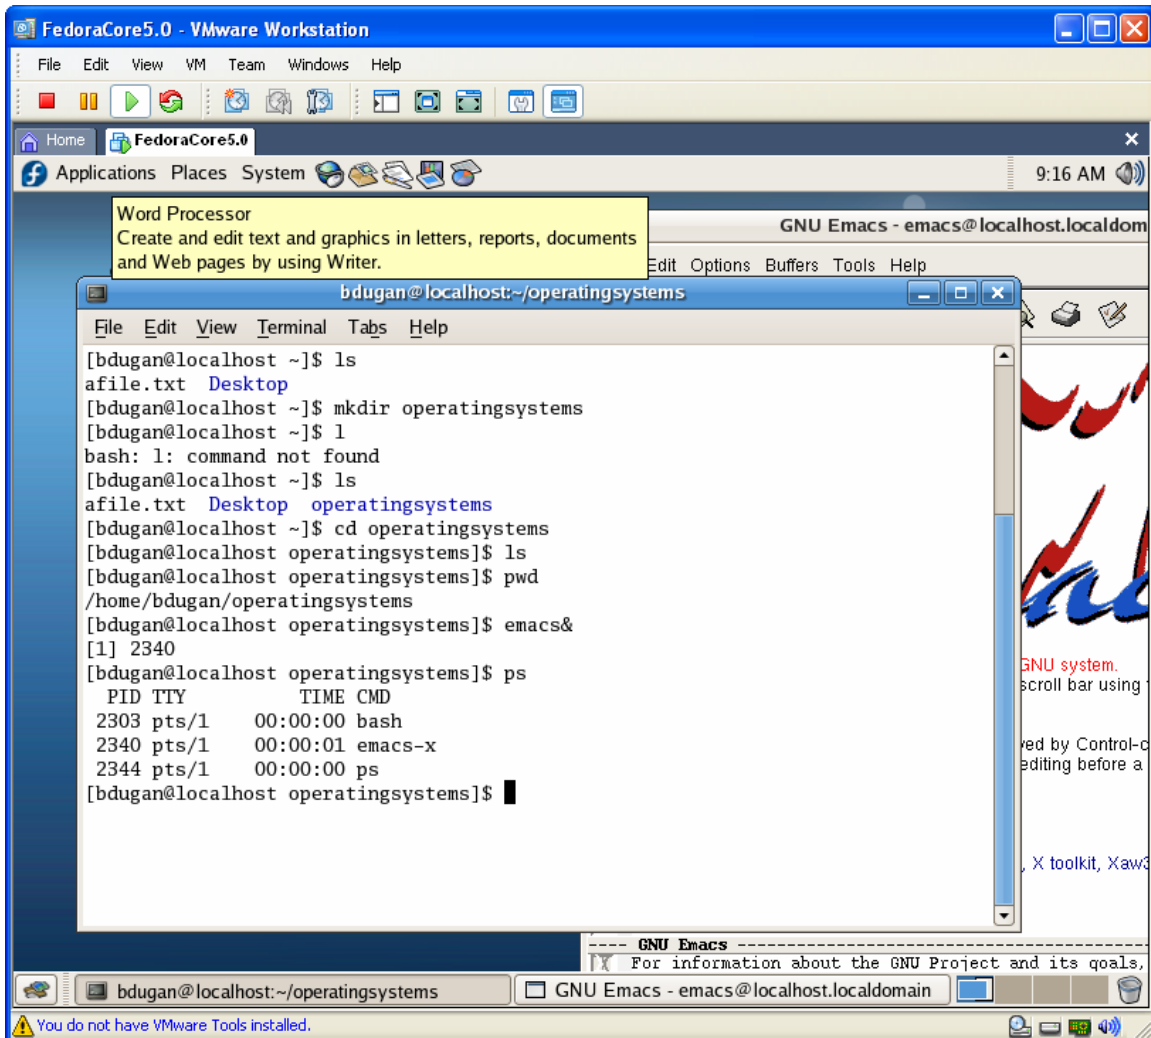 FedoraCore5.0 - VMware Workstation
File Edit View VM Team Windows Help
Home FedoraCore5.0
Applications Places System 9:16 AM
Word Processor
Create and edit text and graphics in letters, reports, documents
and Web pages by using Writer.
GNU Emacs - emacs@localhost.localdom
Edit Options Buffers Tools Help
bdugan@localhost:~/operatingsystems
File Edit View Terminal Tabs Help
[bdugan@localhost ~]$ ls
afile.txt Desktop
[bdugan@localhost ~]$ mkdir operatingsystems
[bdugan@localhost ~]$ l
bash: l: command not found
[bdugan@localhost ~]$ ls
afile.txt Desktop operatingsystems
[bdugan@localhost ~]$ cd operatingsystems
[bdugan@localhost operatingsystems]$ ls
[bdugan@localhost operatingsystems]$ pwd
/home/bdugan/operatingsystems
[bdugan@localhost operatingsystems]$ emacs&
[1] 2340
[bdugan@localhost operatingsystems]$ ps
PID TTY TIME CMD
2303 pts/1 00:00:00 bash
2340 pts/1 00:00:01 emacs-x
2344 pts/1 00:00:00 ps
[bdugan@localhost operatingsystems]$
GNU system.
scroll bar using
ved by Control-c
editing before a
, X toolkit, Xaw3
---- GNU Emacs ----
For information about the GNU Project and its goals,
bdugan@localhost:~/operatingsystems
GNU Emacs - emacs@localhost.localdomain
You do not have VMware Tools installed.